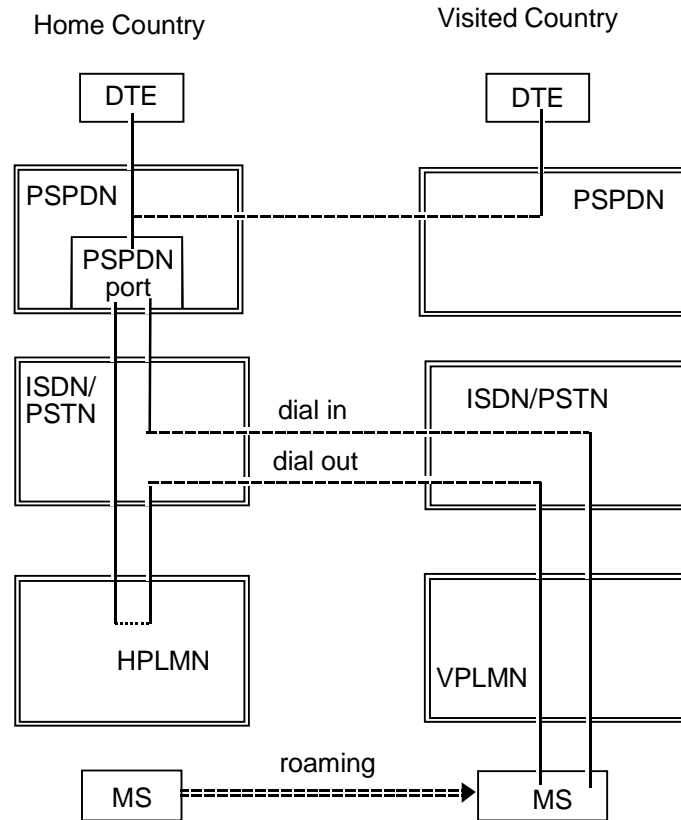 Home Country
Visited Country
DTE
DTE
PSPDN
PSPDN
PSPDN
port
ISDN/
PSTN
ISDN/PSTN
dial in
dial out
HPLMN
VPLMN
roaming
MS
MS